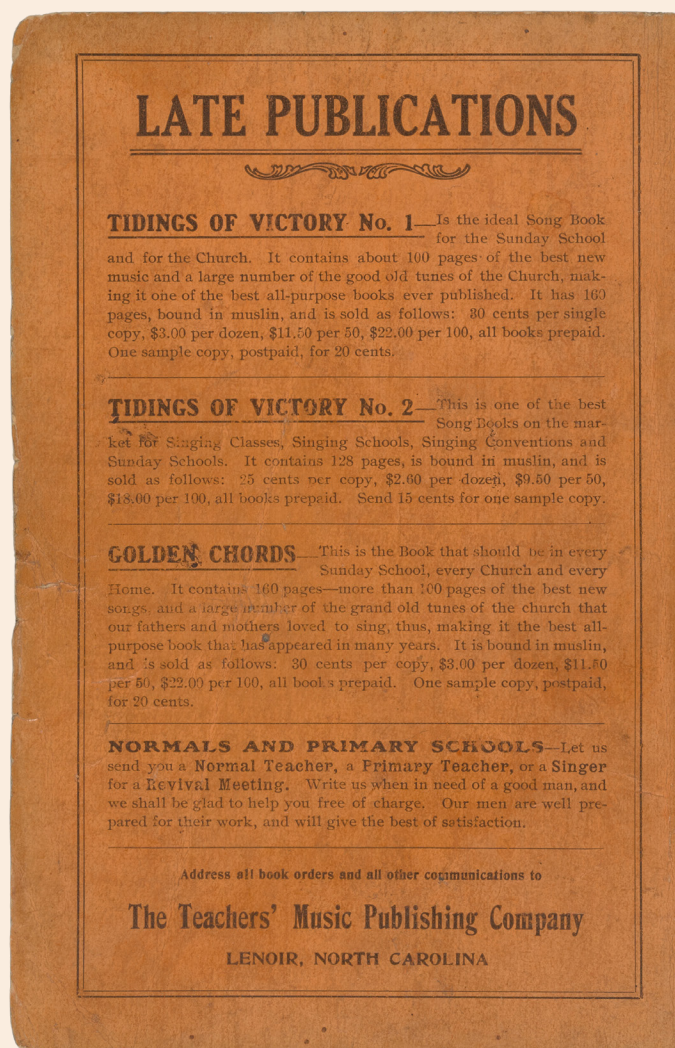 LATE PUBLICATIONS
TIDINGS OF VICTORY No. 1—Is the ideal Song Book
for the Sunday School
and for the Church. It contains about 100 pages of the best new
music and a large number of the good old tunes of the Church, mak-
ing it one of the best all-purpose books ever published. It has 160
pages, bound in muslin, and is sold as follows: 30 cents per single
copy, $3.00 per dozen, $11.50 per 50, $22.00 per 100, all books prepaid.
One sample copy, postpaid, for 20 cents.
TIDINGS OF VICTORY No. 2—This is one of the best
Song Books on the mar-
ket for Singing Classes, Singing Schools, Singing Conventions and
Sunday Schools. It contains 128 pages, is bound in muslin, and is
sold as follows: 25 cents per copy, $2.60 per dozen, $9.50 per 50,
$18.00 per 100, all books prepaid. Send 15 cents for one sample copy.
GOLDEN CHORDS—This is the Book that should be in every
Sunday School, every Church and every
Home. It contains 160 pages—more than 100 pages of the best new
songs, and a large number of the grand old tunes of the church that
our fathers and mothers loved to sing, thus, making it the best all-
purpose book that has appeared in many years. It is bound in muslin,
and is sold as follows: 30 cents per copy, $3.00 per dozen, $11.50
per 50, $22.00 per 100, all books prepaid. One sample copy, postpaid,
for 20 cents.
NORMALS AND PRIMARY SCHOOLS—Let us
send you a Normal Teacher, a Primary Teacher, or a Singer
for a Revival Meeting. Write us when in need of a good man, and
we shall be glad to help you free of charge. Our men are well pre-
pared for their work, and will give the best of satisfaction.
Address all book orders and all other communications to
The Teachers' Music Publishing Company
LENOIR, NORTH CAROLINA